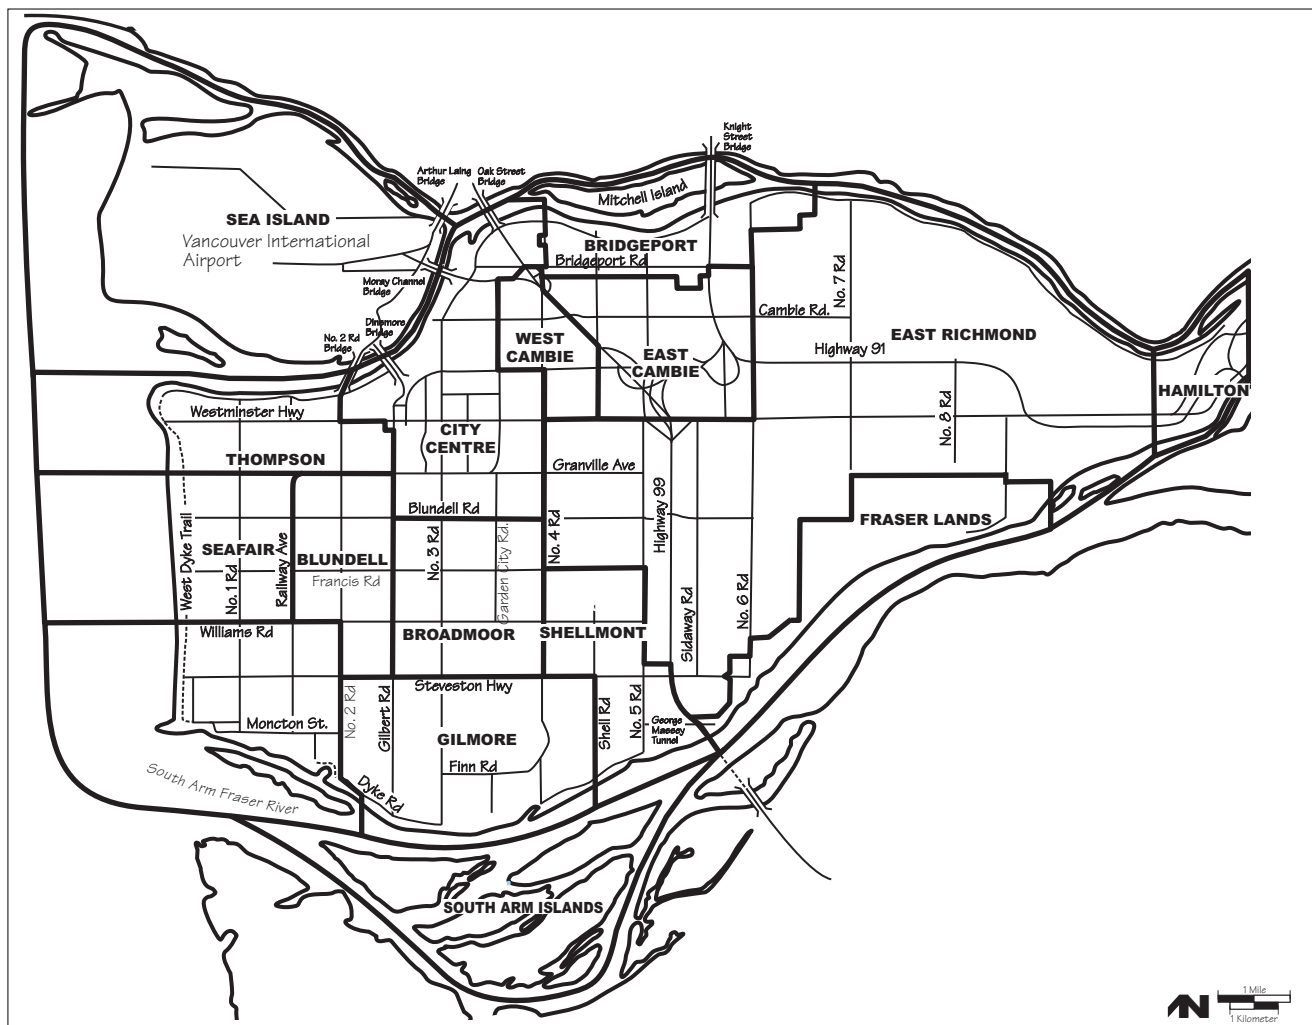 Knight
Street
Bridge
Arthur Laing
Bridge
Oak Street
Bridge
Mitchell Island
SEA ISLAND
Vancouver International
Airport
BRIDGEPORT
Bridgeport Rd
Moray Channel
Bridge
No. 7 Rd
Cambie Rd.
Dinsmore
Bridge
No. 2 Rd
Bridge
WEST
CAMBIE
EAST
CAMBIE
Highway 91
EAST RICHMOND
HAMILTON
Westminster Hwy
CITY
CENTRE
No. 8 Rd
THOMPSON
Granville Ave
Blundell Rd
Highway 99
FRASER LANDS
West Dyke Trail
SEAFAIR
No. 1 Rd
Railway Ave
BLUNDELL
Francis Rd
No. 3 Rd
Garden City Rd.
No. 4 Rd
Sidaway Rd
No. 6 Rd
Williams Rd
BROADMOOR
SHELLMONT
Steveston Hwy
No. 2 Rd
Gilbert Rd
Shell Rd
No. 5 Rd
George
Massey
Tunnel
Moncton St.
GILMORE
Finn Rd
Dyke Rd
South Arm Fraser River
SOUTH ARM ISLANDS
N
1 Mile
1 Kilometer